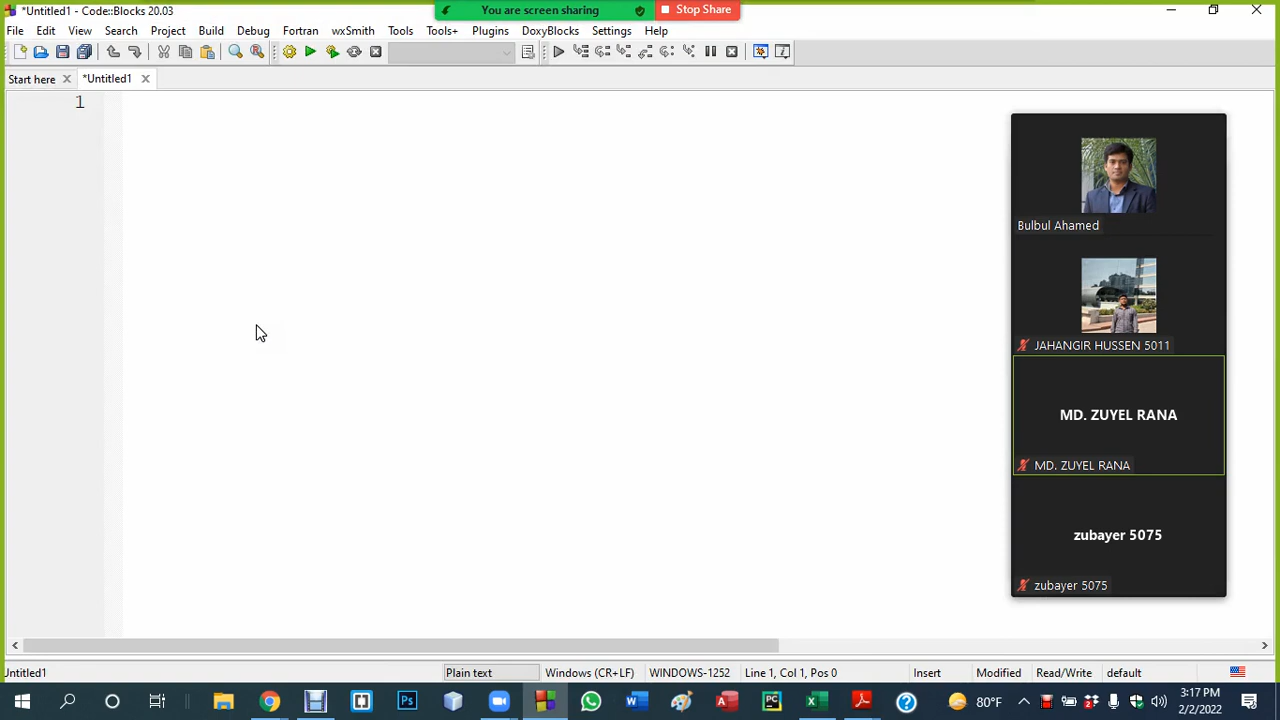 *Untitled1 - Code::Blocks 20.03
You are screen sharing
Stop Share
File Edit View Search Project Build Debug Fortran wxSmith Tools Tools+ Plugins DoxyBlocks Settings Help
Start here
*Untitled1
1
Bulbul Ahamed
JAHANGIR HUSSEN 5011
MD. ZUYEL RANA
MD. ZUYEL RANA
zubayer 5075
zubayer 5075
Untitled1 Plain text Windows (CR+LF) WINDOWS-1252 Line 1, Col 1, Pos 0 Insert Modified Read/Write default
80°F
3:17 PM
2/2/2022